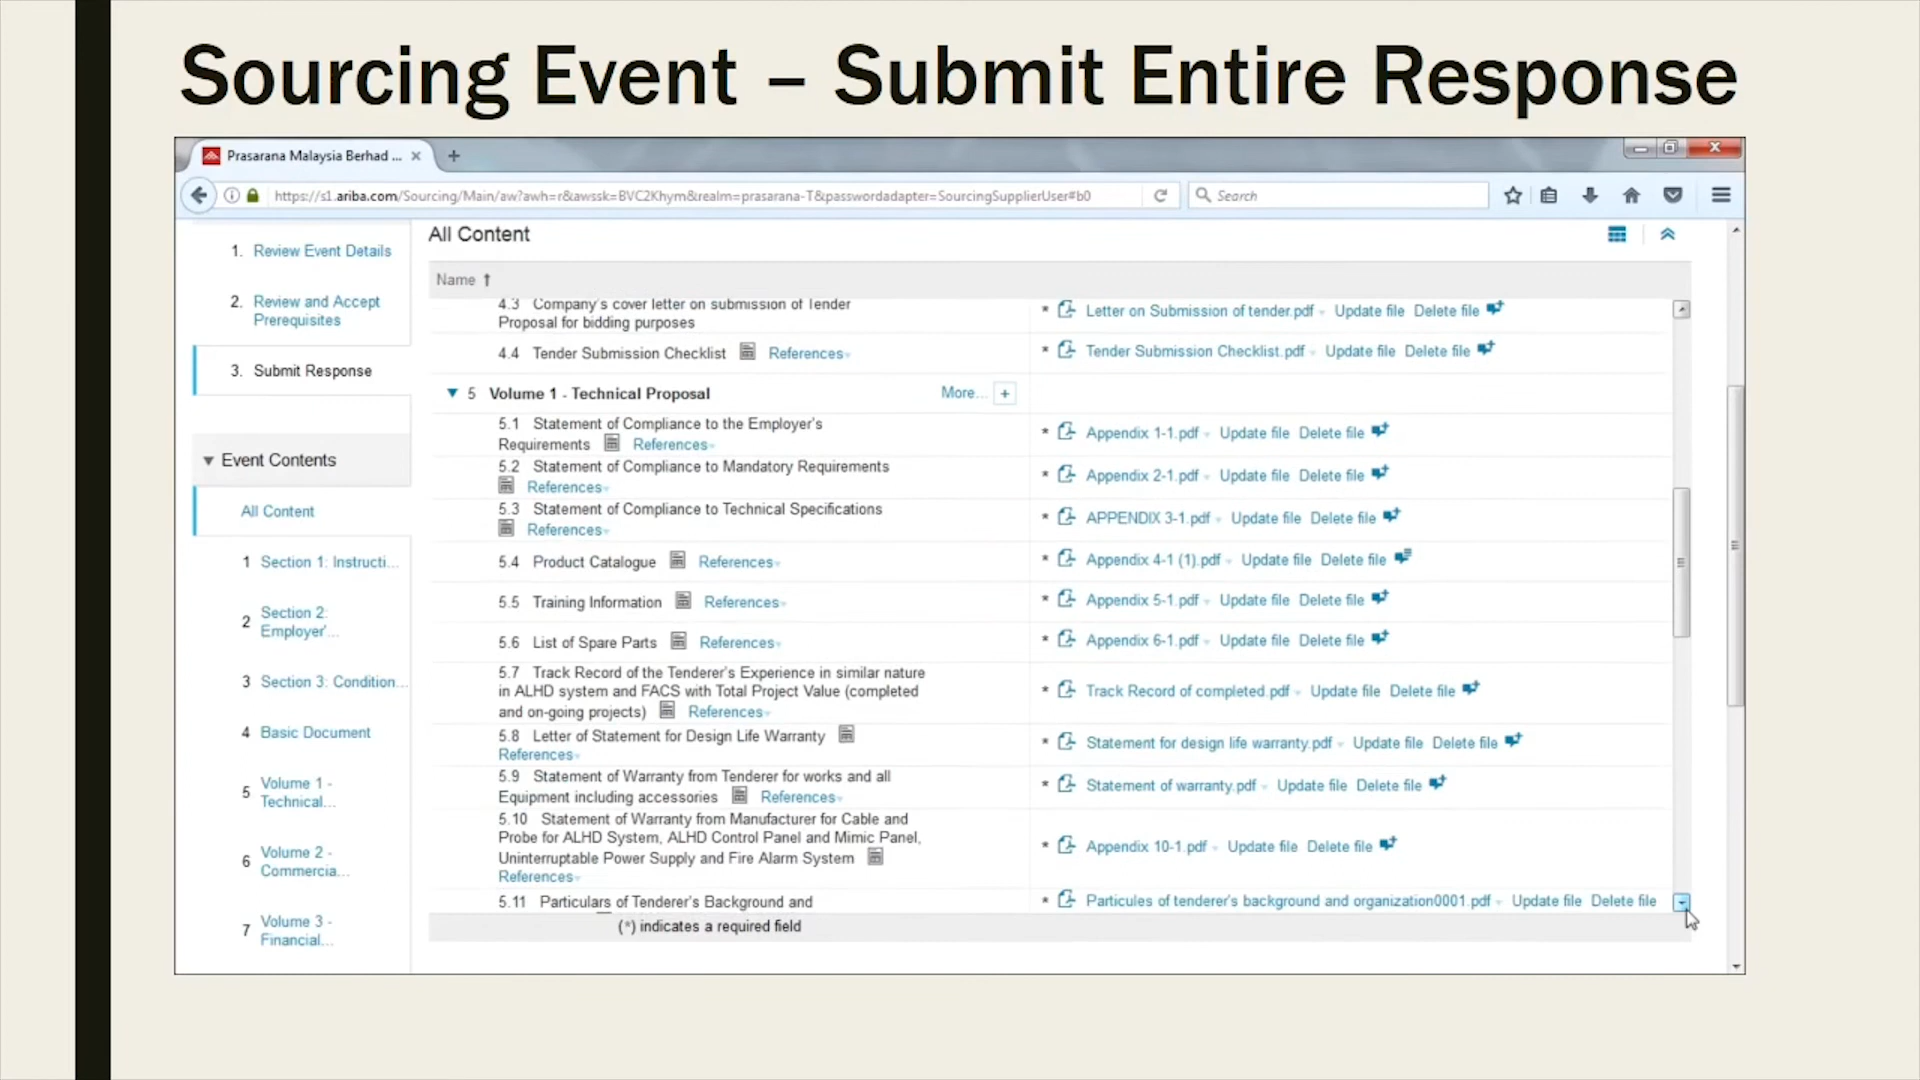 Sourcing Event – Submit Entire Response
Prasarana Malaysia Berhad ...
https://s1.ariba.com/Sourcing/Main/aw?awh=r&awssk=BVC2Khym&realm=prasarana-T&passwordadapter=SourcingSupplierUser#b0
Search
1. Review Event Details
2. Review and Accept
Prerequisites
3. Submit Response
Event Contents
All Content
1 Section 1: Instructi...
2 Section 2:
Employer'...
3 Section 3: Condition...
4 Basic Document
5 Volume 1 -
Technical...
6 Volume 2 -
Commercia...
7 Volume 3 -
Financial...
All Content
Name ↑
4.3 Company's cover letter on submission of Tender
Proposal for bidding purposes
* Letter on Submission of tender.pdf Update file Delete file
4.4 Tender Submission Checklist References
* Tender Submission Checklist.pdf Update file Delete file
5 Volume 1 - Technical Proposal More... +
5.1 Statement of Compliance to the Employer's
Requirements References
* Appendix 1-1.pdf Update file Delete file
5.2 Statement of Compliance to Mandatory Requirements
References
* Appendix 2-1.pdf Update file Delete file
5.3 Statement of Compliance to Technical Specifications
References
* APPENDIX 3-1.pdf Update file Delete file
5.4 Product Catalogue References
* Appendix 4-1 (1).pdf Update file Delete file
5.5 Training Information References
* Appendix 5-1.pdf Update file Delete file
5.6 List of Spare Parts References
* Appendix 6-1.pdf Update file Delete file
5.7 Track Record of the Tenderer's Experience in similar nature
in ALHD system and FACS with Total Project Value (completed
and on-going projects) References
* Track Record of completed.pdf Update file Delete file
5.8 Letter of Statement for Design Life Warranty
References
* Statement for design life warranty.pdf Update file Delete file
5.9 Statement of Warranty from Tenderer for works and all
Equipment including accessories References
* Statement of warranty.pdf Update file Delete file
5.10 Statement of Warranty from Manufacturer for Cable and
Probe for ALHD System, ALHD Control Panel and Mimic Panel,
Uninterruptable Power Supply and Fire Alarm System
References
* Appendix 10-1.pdf Update file Delete file
5.11 Particulars of Tenderer's Background and
* Particules of tenderer's background and organization0001.pdf Update file Delete file
(*) indicates a required field